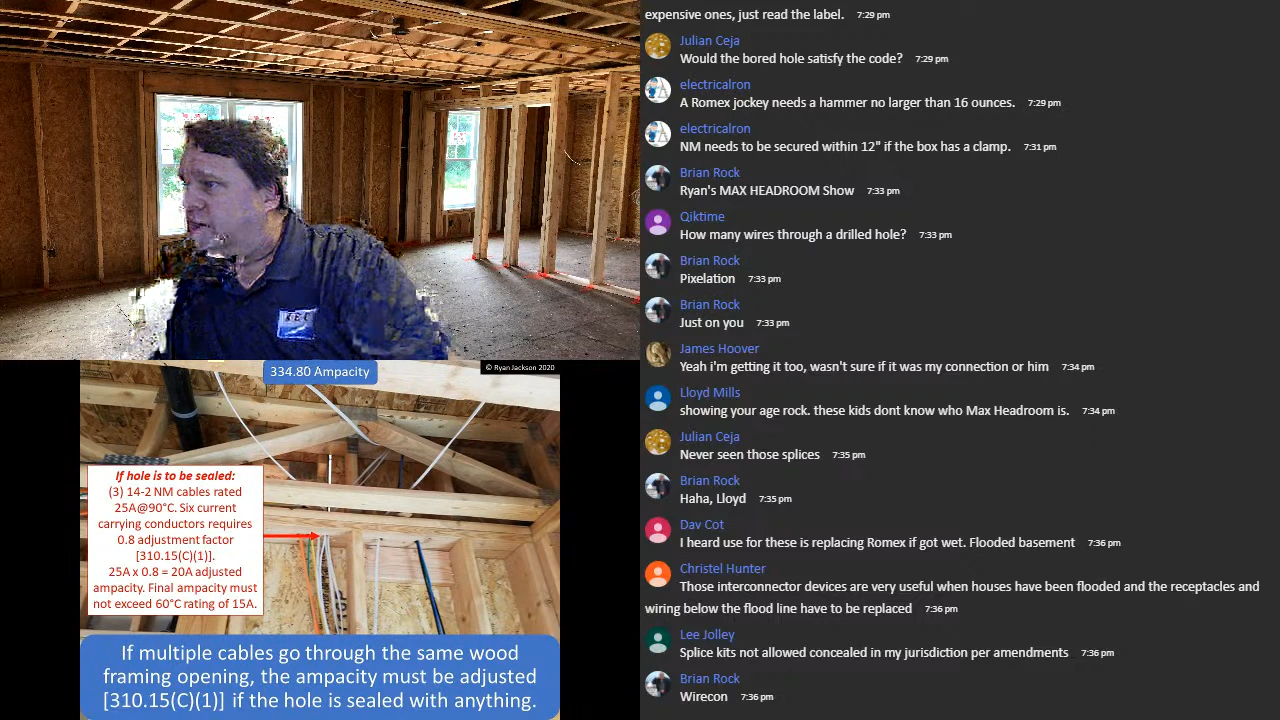 KEI
334.80 Ampacity
© Ryan Jackson 2020
If hole is to be sealed:
(3) 14-2 NM cables rated
25A@90°C. Six current
carrying conductors requires
0.8 adjustment factor
[310.15(C)(1)].
25A x 0.8 = 20A adjusted
ampacity. Final ampacity must
not exceed 60°C rating of 15A.
If multiple cables go through the same wood
framing opening, the ampacity must be adjusted
[310.15(C)(1)] if the hole is sealed with anything.
expensive ones, just read the label. 7:29 pm
Julian Ceja
Would the bored hole satisfy the code? 7:29 pm
electricalron
A Romex jockey needs a hammer no larger than 16 ounces. 7:29 pm
electricalron
NM needs to be secured within 12" if the box has a clamp. 7:31 pm
Brian Rock
Ryan's MAX HEADROOM Show 7:33 pm
Qiktime
How many wires through a drilled hole? 7:33 pm
Brian Rock
Pixelation 7:33 pm
Brian Rock
Just on you 7:33 pm
James Hoover
Yeah i'm getting it too, wasn't sure if it was my connection or him 7:34 pm
Lloyd Mills
showing your age rock. these kids dont know who Max Headroom is. 7:34 pm
Julian Ceja
Never seen those splices 7:35 pm
Brian Rock
Haha, Lloyd 7:35 pm
Dav Cot
I heard use for these is replacing Romex if got wet. Flooded basement 7:36 pm
Christel Hunter
Those interconnector devices are very useful when houses have been flooded and the receptacles and
wiring below the flood line have to be replaced 7:36 pm
Lee Jolley
Splice kits not allowed concealed in my jurisdiction per amendments 7:36 pm
Brian Rock
Wirecon 7:36 pm